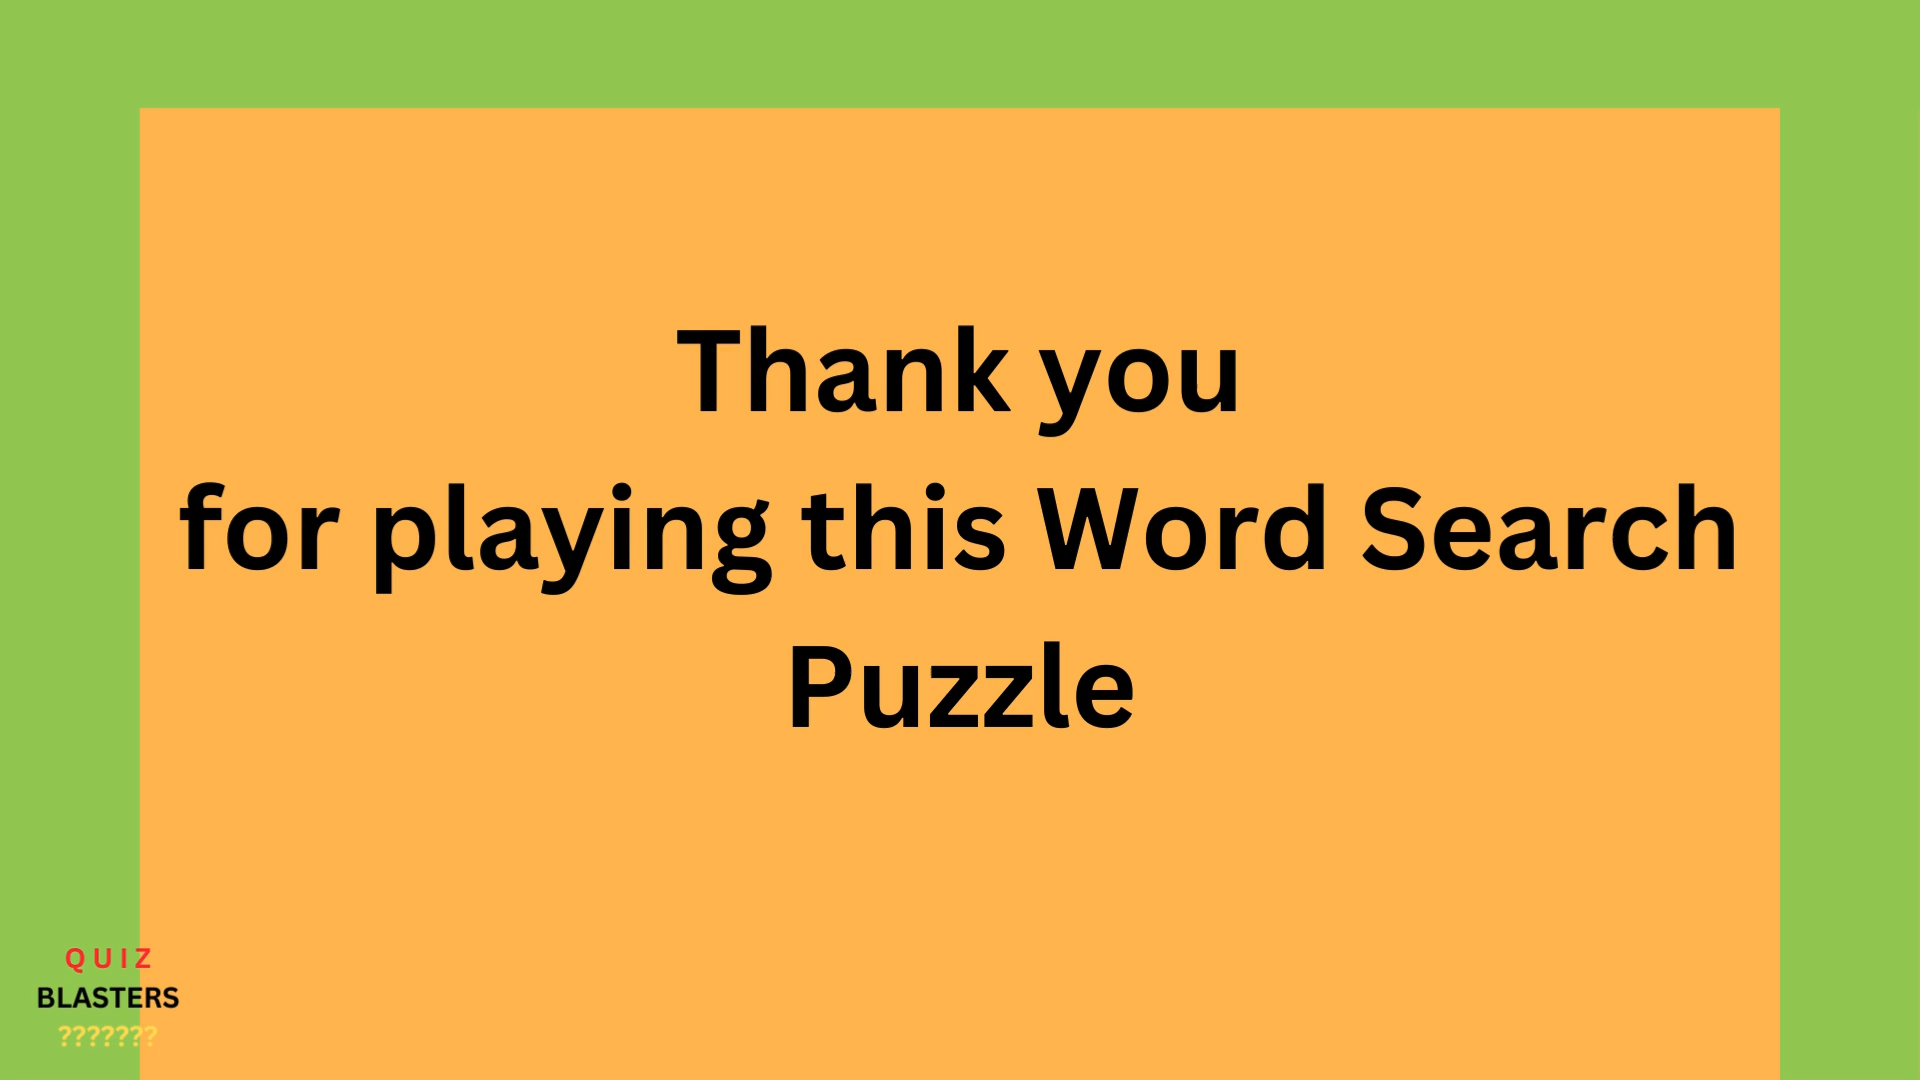 Thank you
for playing this Word Search
Puzzle
QUIZ
BLASTERS
???????